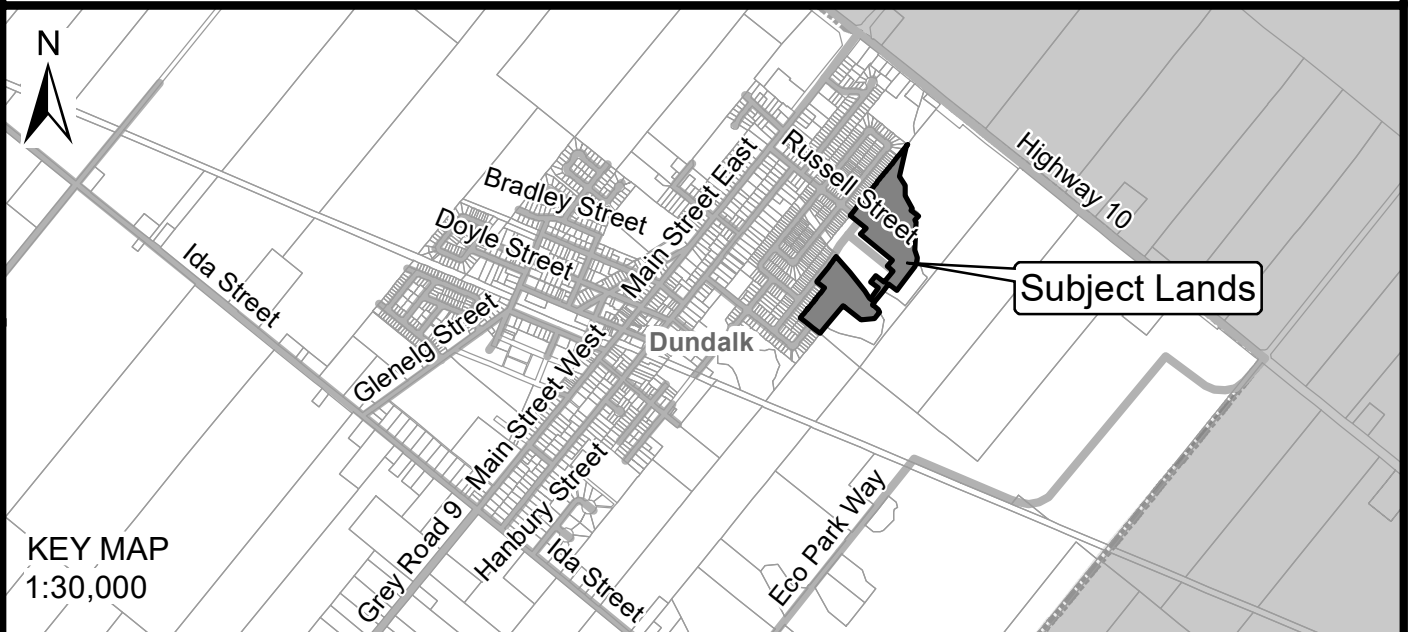 N
Highway 10
Russell Street
Main Street East
Bradley Street
Doyle Street
Ida Street
Subject Lands
Glenelg Street
Dundalk
Main Street West
Hanbury Street
Eco Park Way
Grey Road 9
Ida Street
KEY MAP
1:30,000